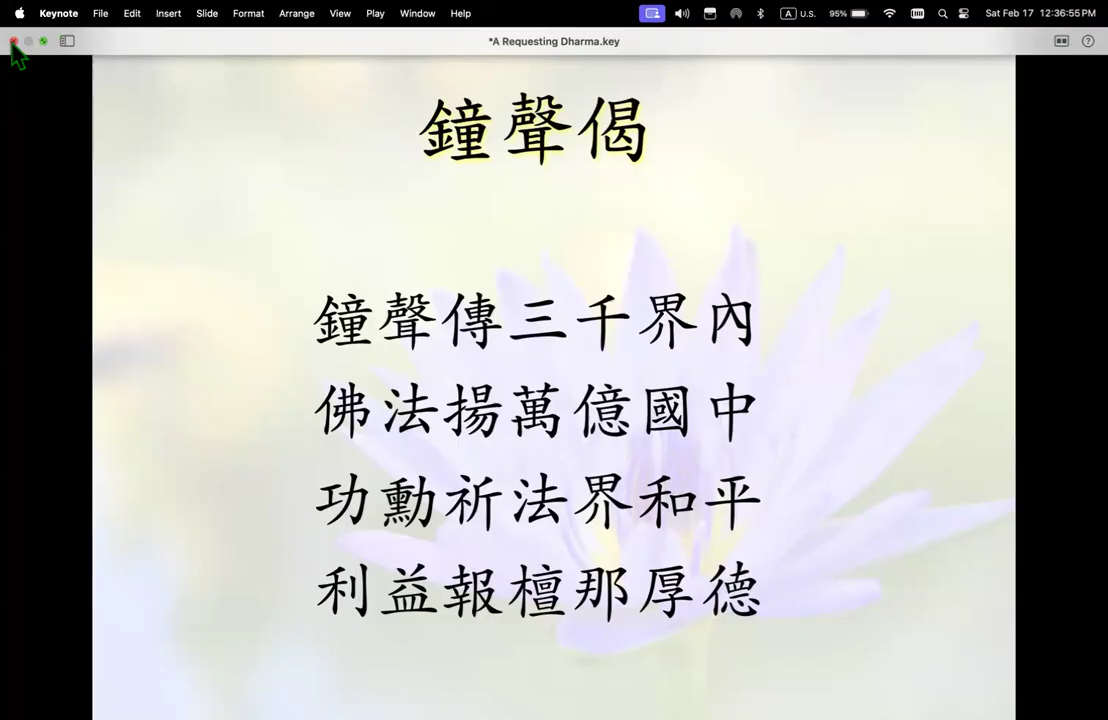 Keynote File Edit Insert Slide Format Arrange View Play Window Help A U.S. 95% Sat Feb 17 12:36:55 PM
*A Requesting Dharma.key
鐘聲偈
鐘聲傳三千界內
佛法揚萬億國中
功勳祈法界和平
利益報檀那厚德